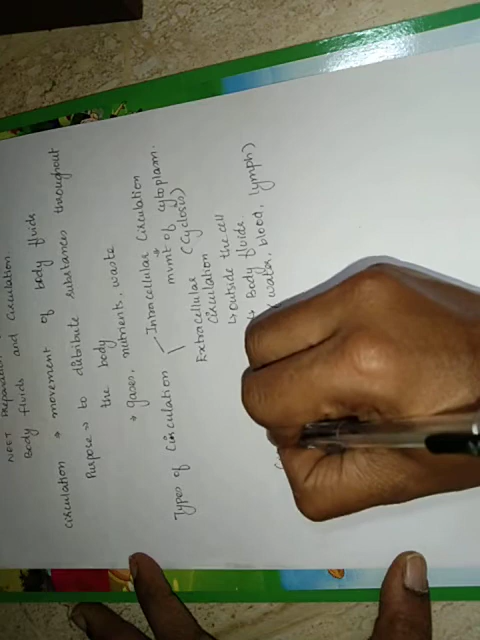 NEET Preparation
Body fluids and Circulation.
Circulation → movement of body fluids
Purpose → to distribute substances throughout
the body
→ gases, nutrients, waste
Types of Circulation
Intracellular Circulation
→ mvmt of cytoplasm.
(Cyclosis)
Extracellular
Circulation
↳ outside the cell
↳ Body fluids
(water, blood, lymph)